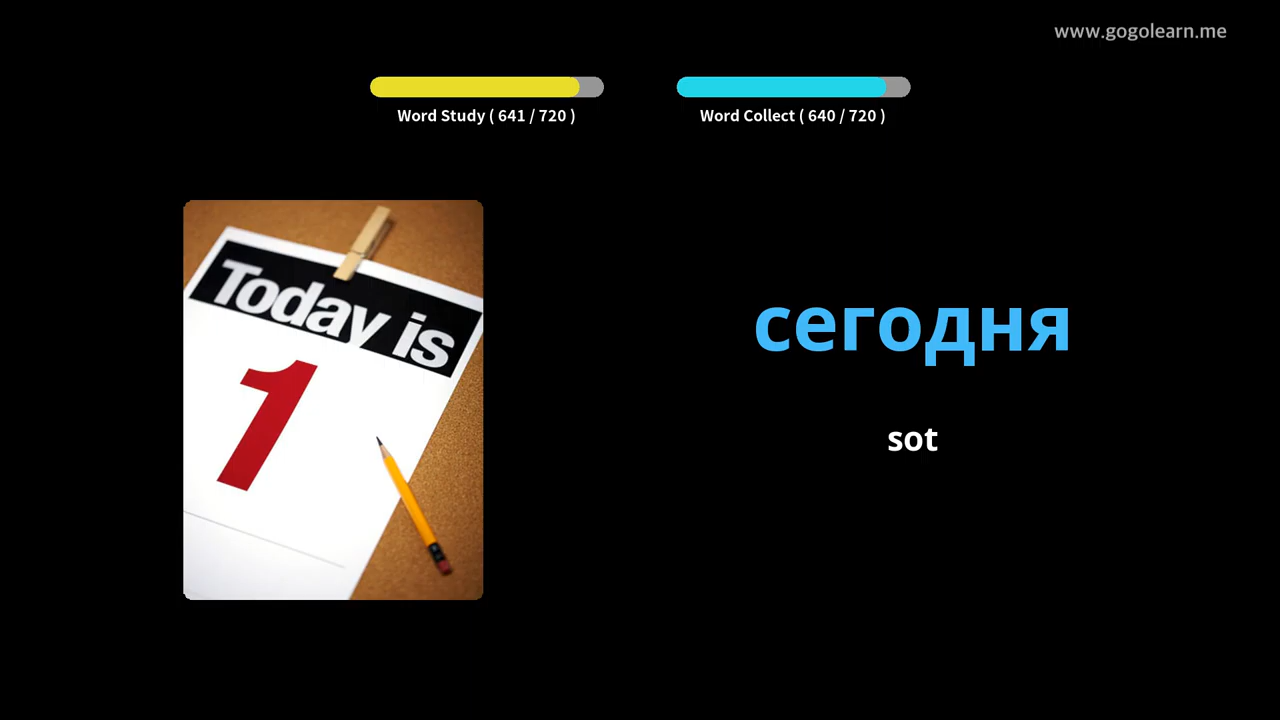 www.gogolearn.me
Word Study ( 641 / 720 )
Word Collect ( 640 / 720 )
Today is
1
сегодня
sot